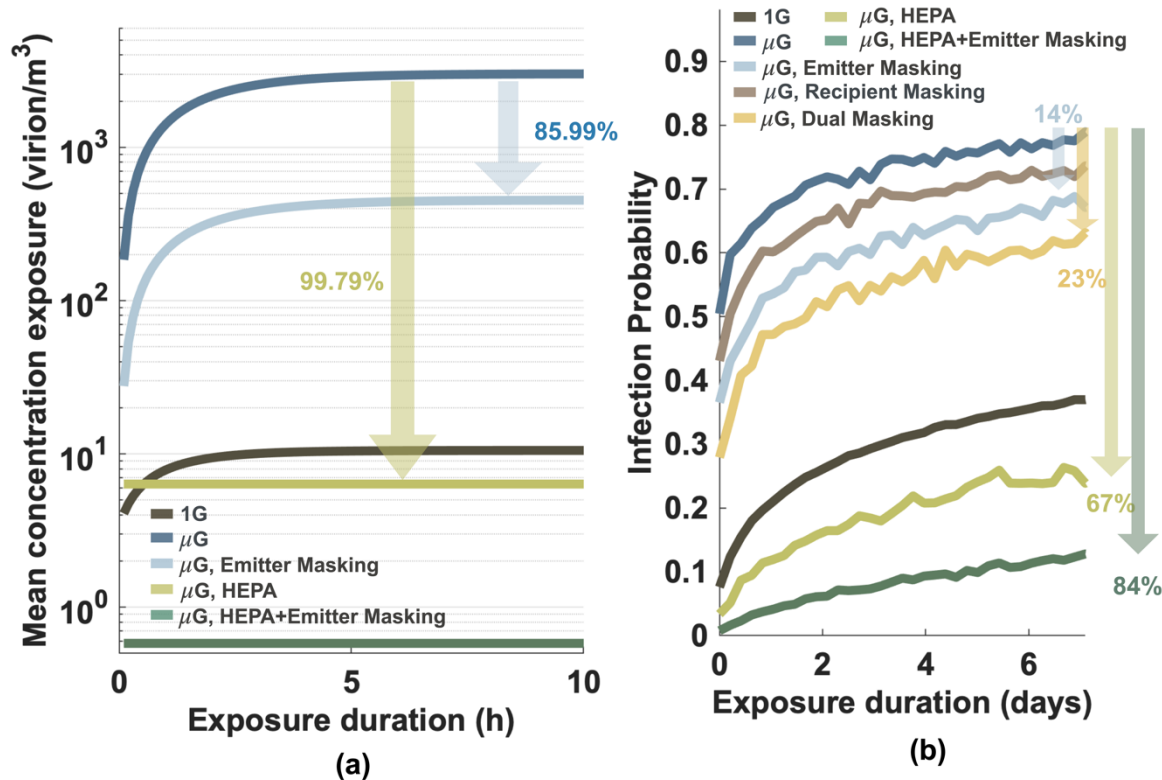 Mean concentration exposure (virion/m³)
10³
10²
10¹
10⁰
85.99%
99.79%
1G
μG
μG, Emitter Masking
μG, HEPA
μG, HEPA+Emitter Masking
0
5
10
Exposure duration (h)
(a)
Infection Probability
0.9
0.8
0.7
0.6
0.5
0.4
0.3
0.2
0.1
0
1G
μG
μG, Emitter Masking
μG, Recipient Masking
μG, Dual Masking
μG, HEPA
μG, HEPA+Emitter Masking
14%
23%
67%
84%
0
2
4
6
Exposure duration (days)
(b)